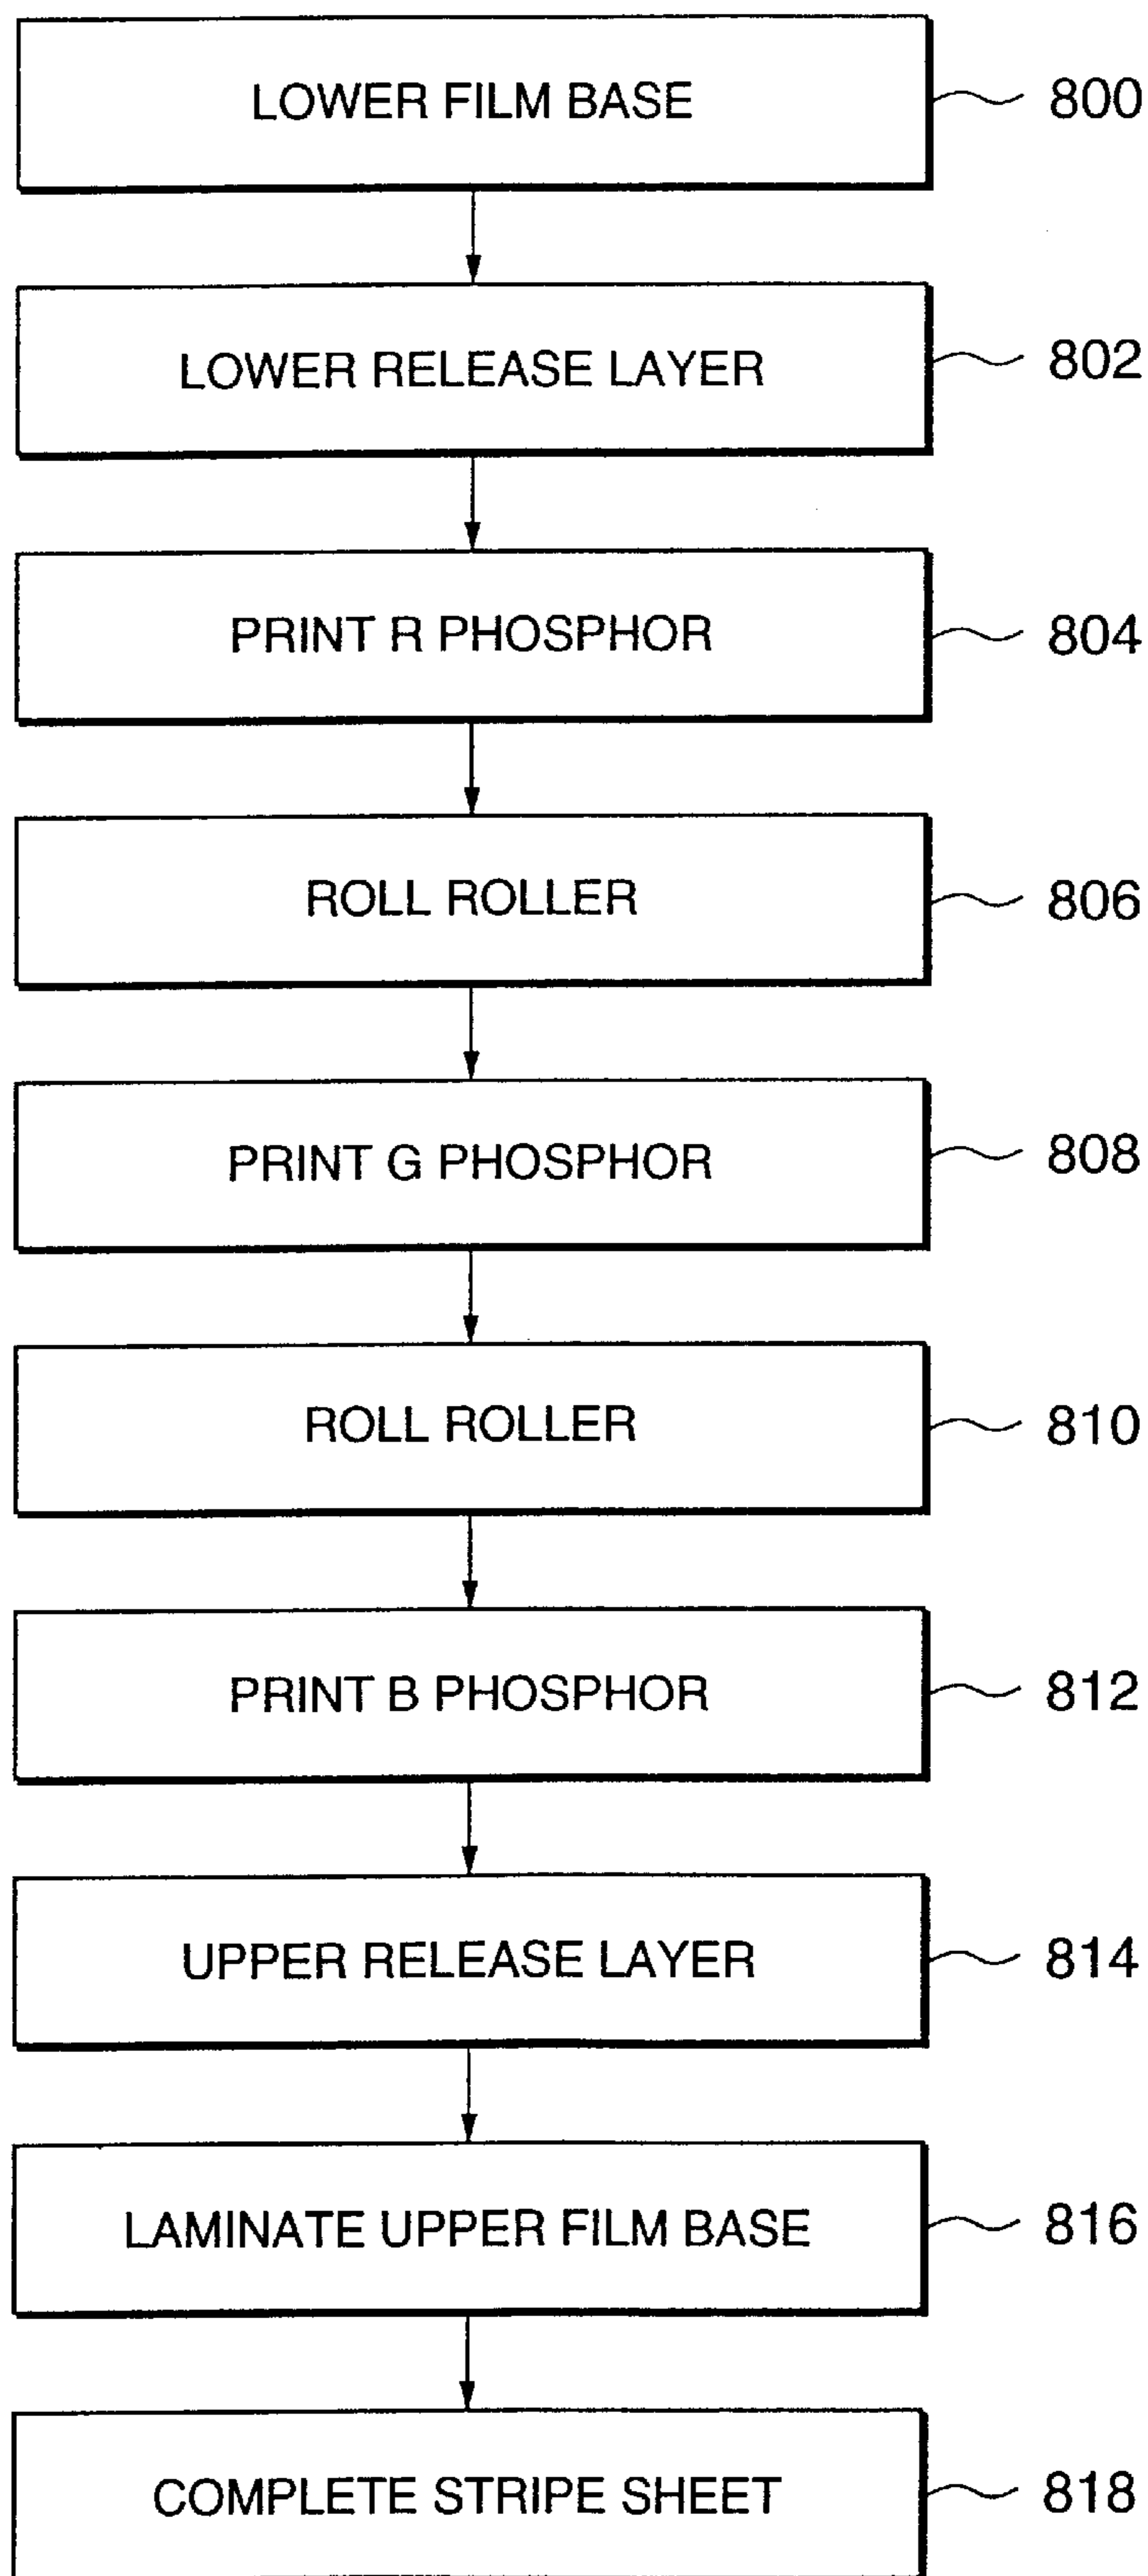 LOWER FILM BASE 800
LOWER RELEASE LAYER 802
PRINT R PHOSPHOR 804
ROLL ROLLER 806
PRINT G PHOSPHOR 808
ROLL ROLLER 810
PRINT B PHOSPHOR 812
UPPER RELEASE LAYER 814
LAMINATE UPPER FILM BASE 816
COMPLETE STRIPE SHEET 818